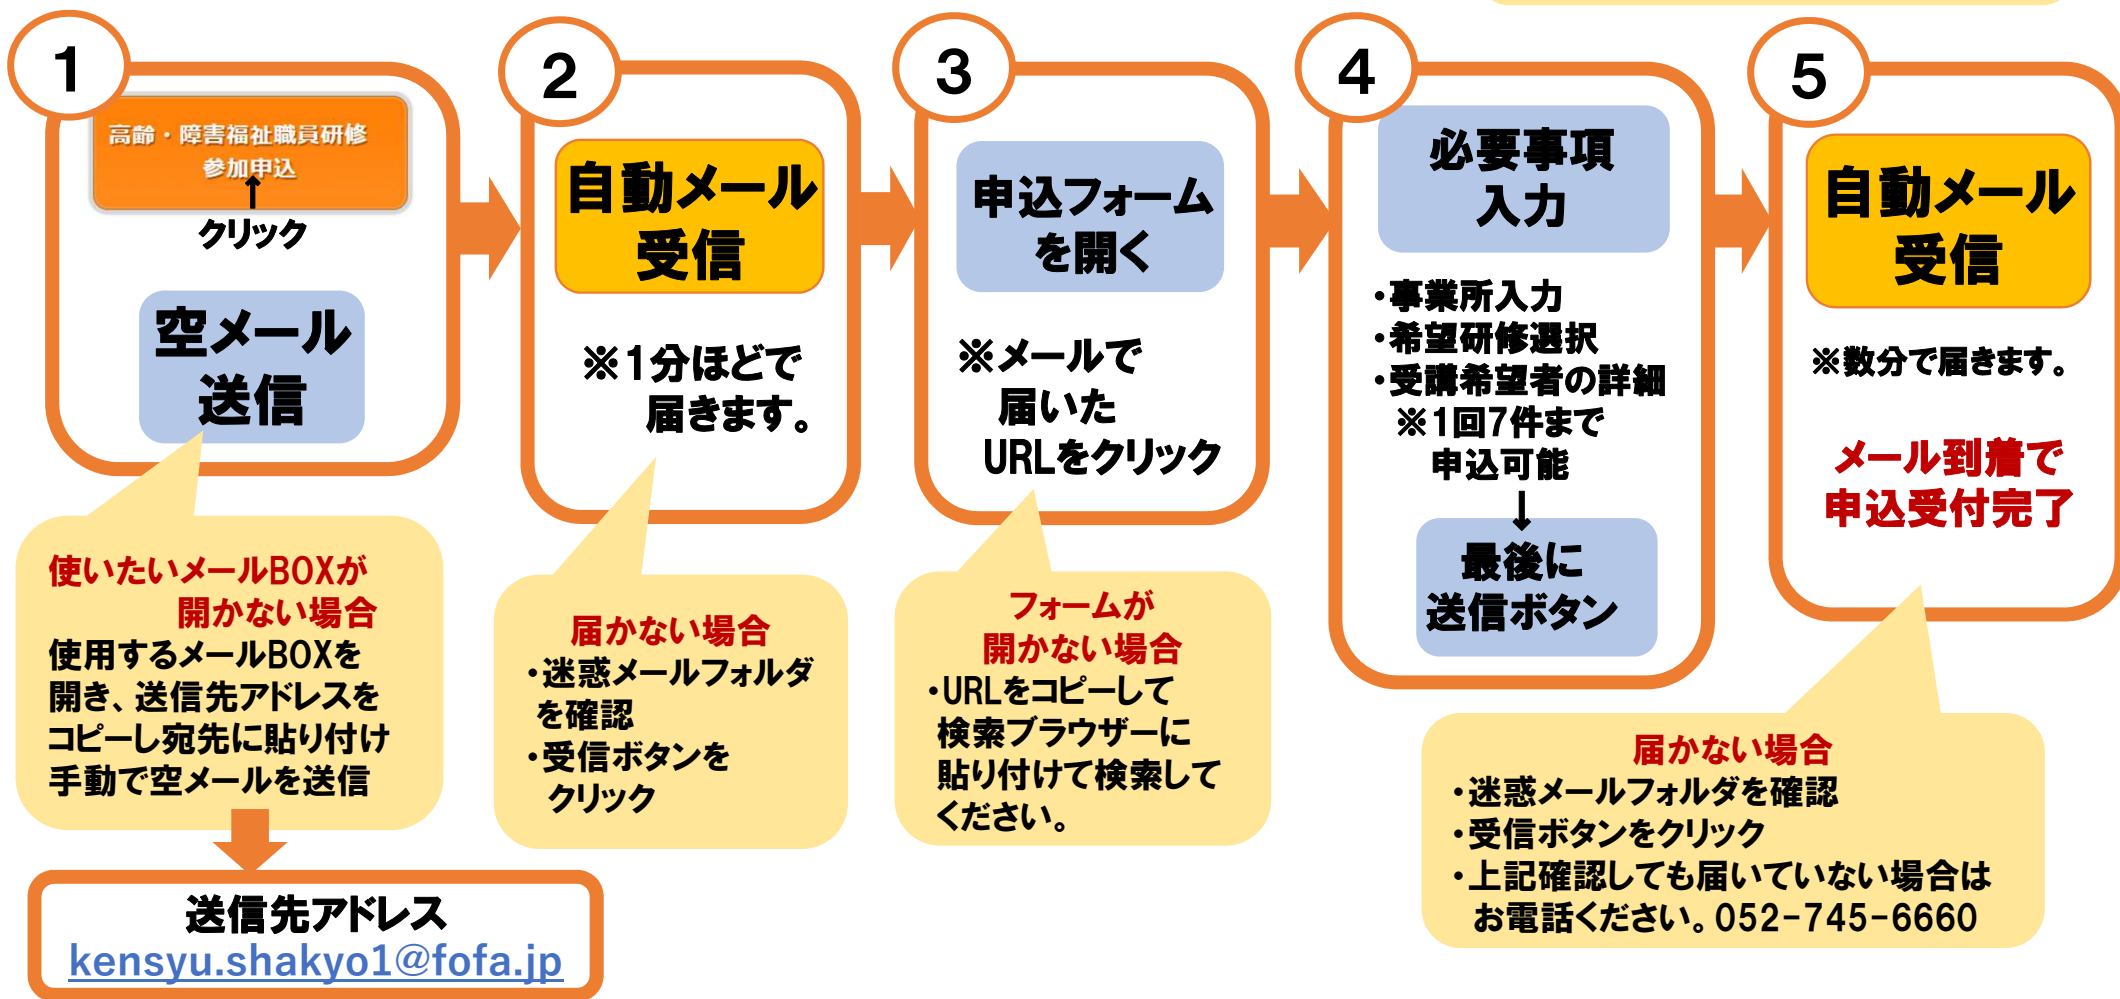 1
高齢・障害福祉職員研修
参加申込
↑
クリック
空メール
送信
使いたいメールBOXが
開かない場合
使用するメールBOXを
開き、送信先アドレスを
コピーし宛先に貼り付け
手動で空メールを送信
送信先アドレス
kensyu.shakyo1@fofa.jp
2
自動メール
受信
※1分ほどで
届きます。
届かない場合
・迷惑メールフォルダ
を確認
・受信ボタンを
クリック
3
申込フォーム
を開く
※メールで
届いた
URLをクリック
フォームが
開かない場合
・URLをコピーして
検索ブラウザーに
貼り付けて検索して
ください。
4
必要事項
入力
・事業所入力
・希望研修選択
・受講希望者の詳細
※1回7件まで
申込可能
↓
最後に
送信ボタン
5
自動メール
受信
※数分で届きます。
メール到着で
申込受付完了
届かない場合
・迷惑メールフォルダを確認
・受信ボタンをクリック
・上記確認しても届いていない場合は
お電話ください。052-745-6660